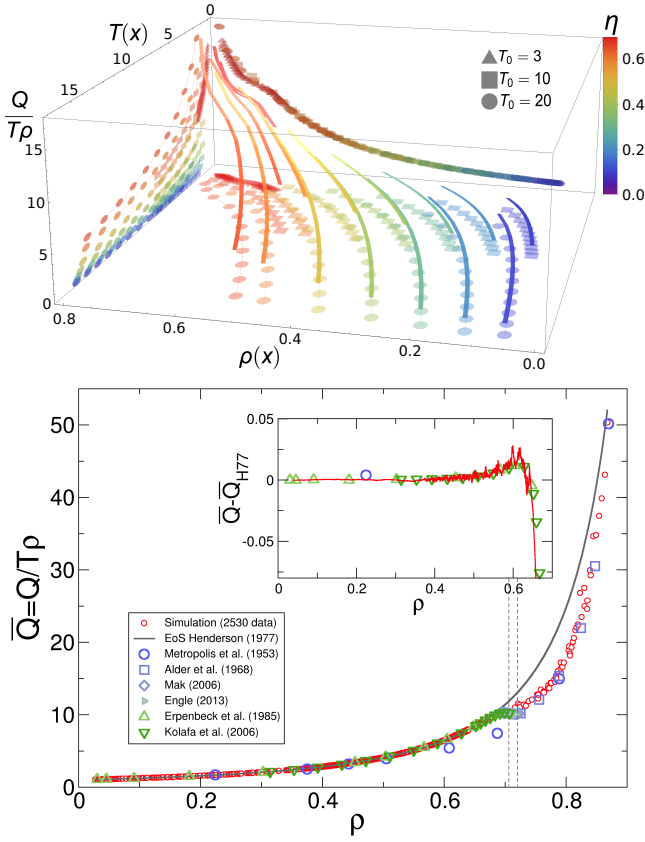 0
T(x)
5
10
15
η
T₀ = 3
T₀ = 10
T₀ = 20
0.6
0.4
0.2
0.0
Q
Tρ
15
10
5
0
0.8
0.6
0.4
0.2
0.0
ρ(x)
50
40
30
20
10
0
Q̅=Q/Tρ
0.05
0
-0.05
Q̅-Q̅H77
0
0.2
0.4
0.6
ρ
Simulation (2530 data)
EoS Henderson (1977)
Metropolis et al. (1953)
Alder et al. (1968)
Mak (2006)
Engle (2013)
Erpenbeck et al. (1985)
Kolafa et al. (2006)
0
0.2
0.4
0.6
0.8
ρ